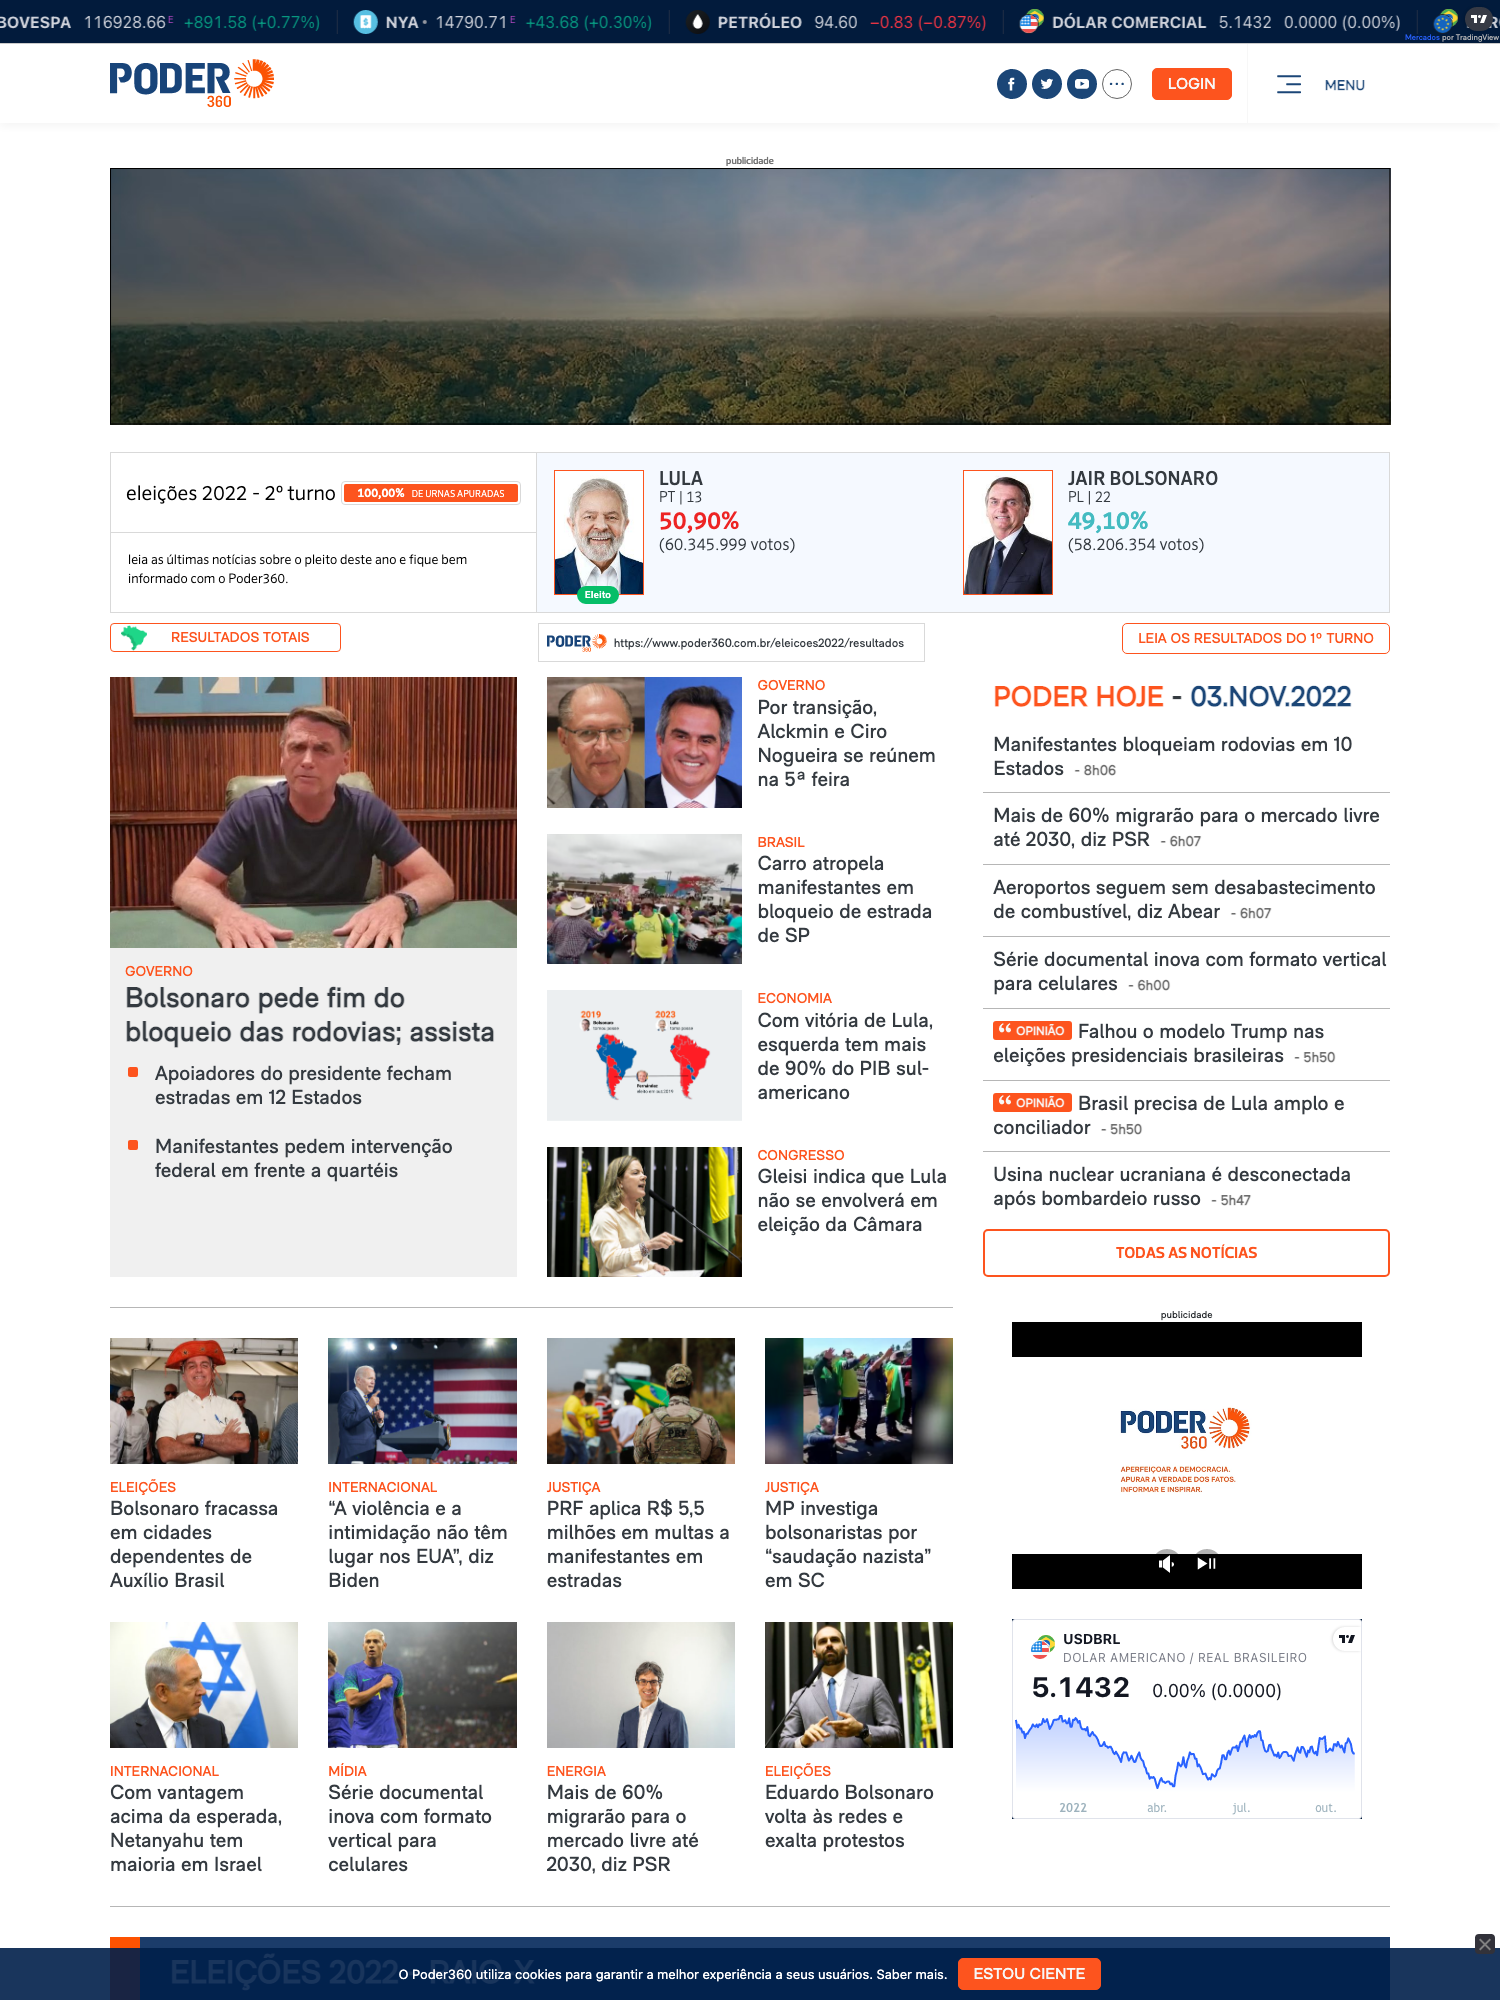 BOVESPA 116928.66 E +891.58 (+0.77%) NYA 14790.71 E +43.68 (+0.30%) PETRÓLEO 94.60 −0.83 (−0.87%) DÓLAR COMERCIAL 5.1432 0.0000 (0.00%)
Mercados por TradingView
PODER 360
LOGIN
MENU
publicidade
eleições 2022 - 2º turno
100,00% DE URNAS APURADAS
leia as últimas notícias sobre o pleito deste ano e fique bem
informado com o Poder360.
LULA
PT | 13
50,90%
(60.345.999 votos)
Eleito
JAIR BOLSONARO
PL | 22
49,10%
(58.206.354 votos)
RESULTADOS TOTAIS
PODER 360
https://www.poder360.com.br/eleicoes2022/resultados
LEIA OS RESULTADOS DO 1º TURNO
GOVERNO
Bolsonaro pede fim do
bloqueio das rodovias; assista
Apoiadores do presidente fecham
estradas em 12 Estados
Manifestantes pedem intervenção
federal em frente a quartéis
GOVERNO
Por transição,
Alckmin e Ciro
Nogueira se reúnem
na 5ª feira
BRASIL
Carro atropela
manifestantes em
bloqueio de estrada
de SP
2019
Bolsonaro
2023
Lula
Fernández
ECONOMIA
Com vitória de Lula,
esquerda tem mais
de 90% do PIB sul-
americano
CONGRESSO
Gleisi indica que Lula
não se envolverá em
eleição da Câmara
PODER HOJE - 03.NOV.2022
Manifestantes bloqueiam rodovias em 10
Estados - 8h06
Mais de 60% migrarão para o mercado livre
até 2030, diz PSR - 6h07
Aeroportos seguem sem desabastecimento
de combustível, diz Abear - 6h07
Série documental inova com formato vertical
para celulares - 6h00
“ OPINIÃO Falhou o modelo Trump nas
eleições presidenciais brasileiras - 5h50
“ OPINIÃO Brasil precisa de Lula amplo e
conciliador - 5h50
Usina nuclear ucraniana é desconectada
após bombardeio russo - 5h47
TODAS AS NOTÍCIAS
ELEIÇÕES
Bolsonaro fracassa
em cidades
dependentes de
Auxílio Brasil
INTERNACIONAL
“A violência e a
intimidação não têm
lugar nos EUA”, diz
Biden
PRF
JUSTIÇA
PRF aplica R$ 5,5
milhões em multas a
manifestantes em
estradas
JUSTIÇA
MP investiga
bolsonaristas por
“saudação nazista”
em SC
INTERNACIONAL
Com vantagem
acima da esperada,
Netanyahu tem
maioria em Israel
MÍDIA
Série documental
inova com formato
vertical para
celulares
ENERGIA
Mais de 60%
migrarão para o
mercado livre até
2030, diz PSR
ELEIÇÕES
Eduardo Bolsonaro
volta às redes e
exalta protestos
publicidade
PODER 360
APERFEIÇOAR A DEMOCRACIA.
APURAR A VERDADE DOS FATOS.
INFORMAR E INSPIRAR.
USDBRL
DOLAR AMERICANO / REAL BRASILEIRO
5.1432 0.00% (0.0000)
2022 abr. jul. out.
ELEIÇÕES 2022 - RAIO-X
O Poder360 utiliza cookies para garantir a melhor experiência a seus usuários. Saber mais.
ESTOU CIENTE